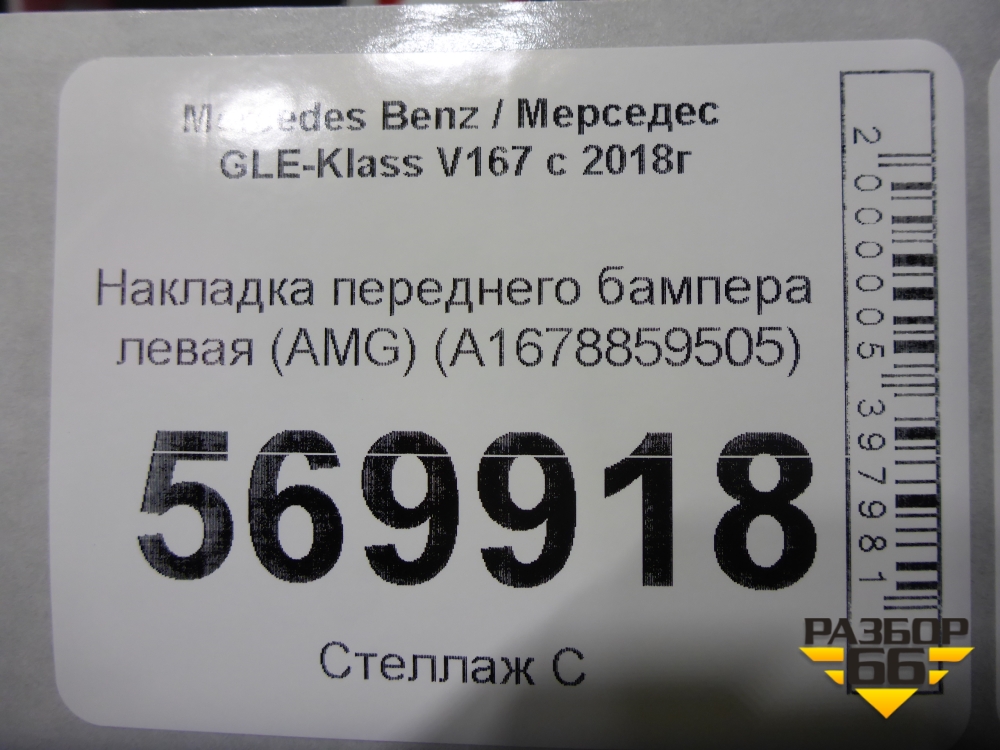 Mercedes Benz / Мерседес
GLE-Klass V167 с 2018г
Накладка переднего бампера
левая (AMG) (A1678859505)
569918
Стеллаж С
2000005397981
РАЗБОР
66